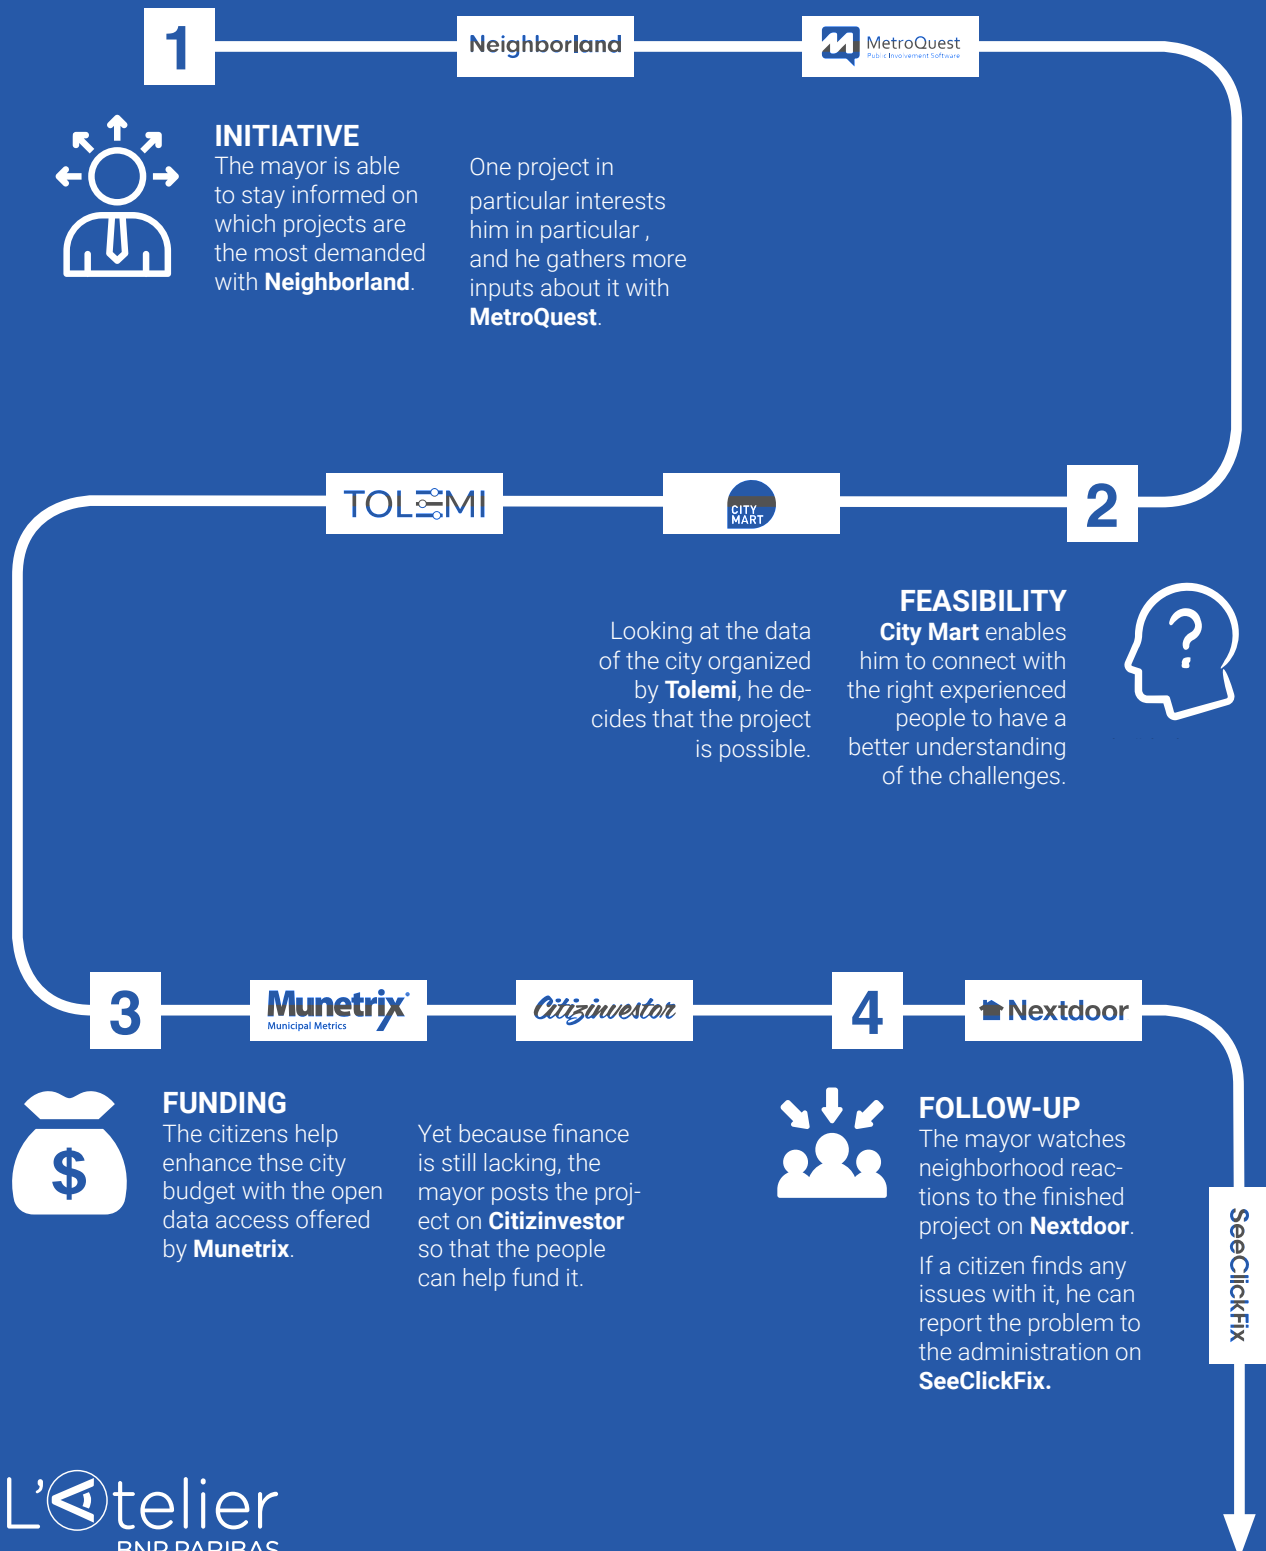 1
Neighborland
MetroQuest
Public Involvement Software
INITIATIVE
The mayor is able
to stay informed on
which projects are
the most demanded
with Neighborland.
One project in
particular interests
him in particular ,
and he gathers more
inputs about it with
MetroQuest.
2
CITY
MART
TOLEMI
FEASIBILITY
City Mart enables
him to connect with
the right experienced
people to have a
better understanding
of the challenges.
Looking at the data
of the city organized
by Tolemi, he de-
cides that the project
is possible.
3
Munetrix
Municipal Metrics
Citizinvestor
4
Nextdoor
FUNDING
The citizens help
enhance thse city
budget with the open
data access offered
by Munetrix.
Yet because finance
is still lacking, the
mayor posts the proj-
ect on Citizinvestor
so that the people
can help fund it.
$
?
FOLLOW-UP
The mayor watches
neighborhood reac-
tions to the finished
project on Nextdoor.
If a citizen finds any
issues with it, he can
report the problem to
the administration on
SeeClickFix.
SeeClickFix
L'Atelier
BNP PARIBAS